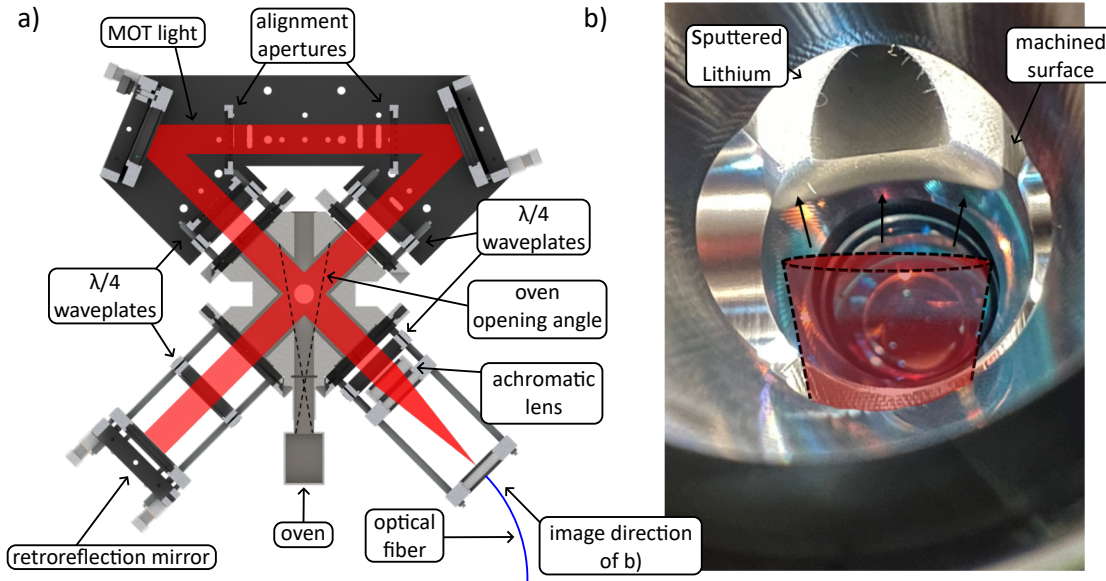 a)
MOT light
alignment
apertures
λ/4
waveplates
λ/4
waveplates
oven
opening angle
achromatic
lens
oven
optical
fiber
image direction
of b)
retroreflection mirror
b)
Sputtered
Lithium
machined
surface